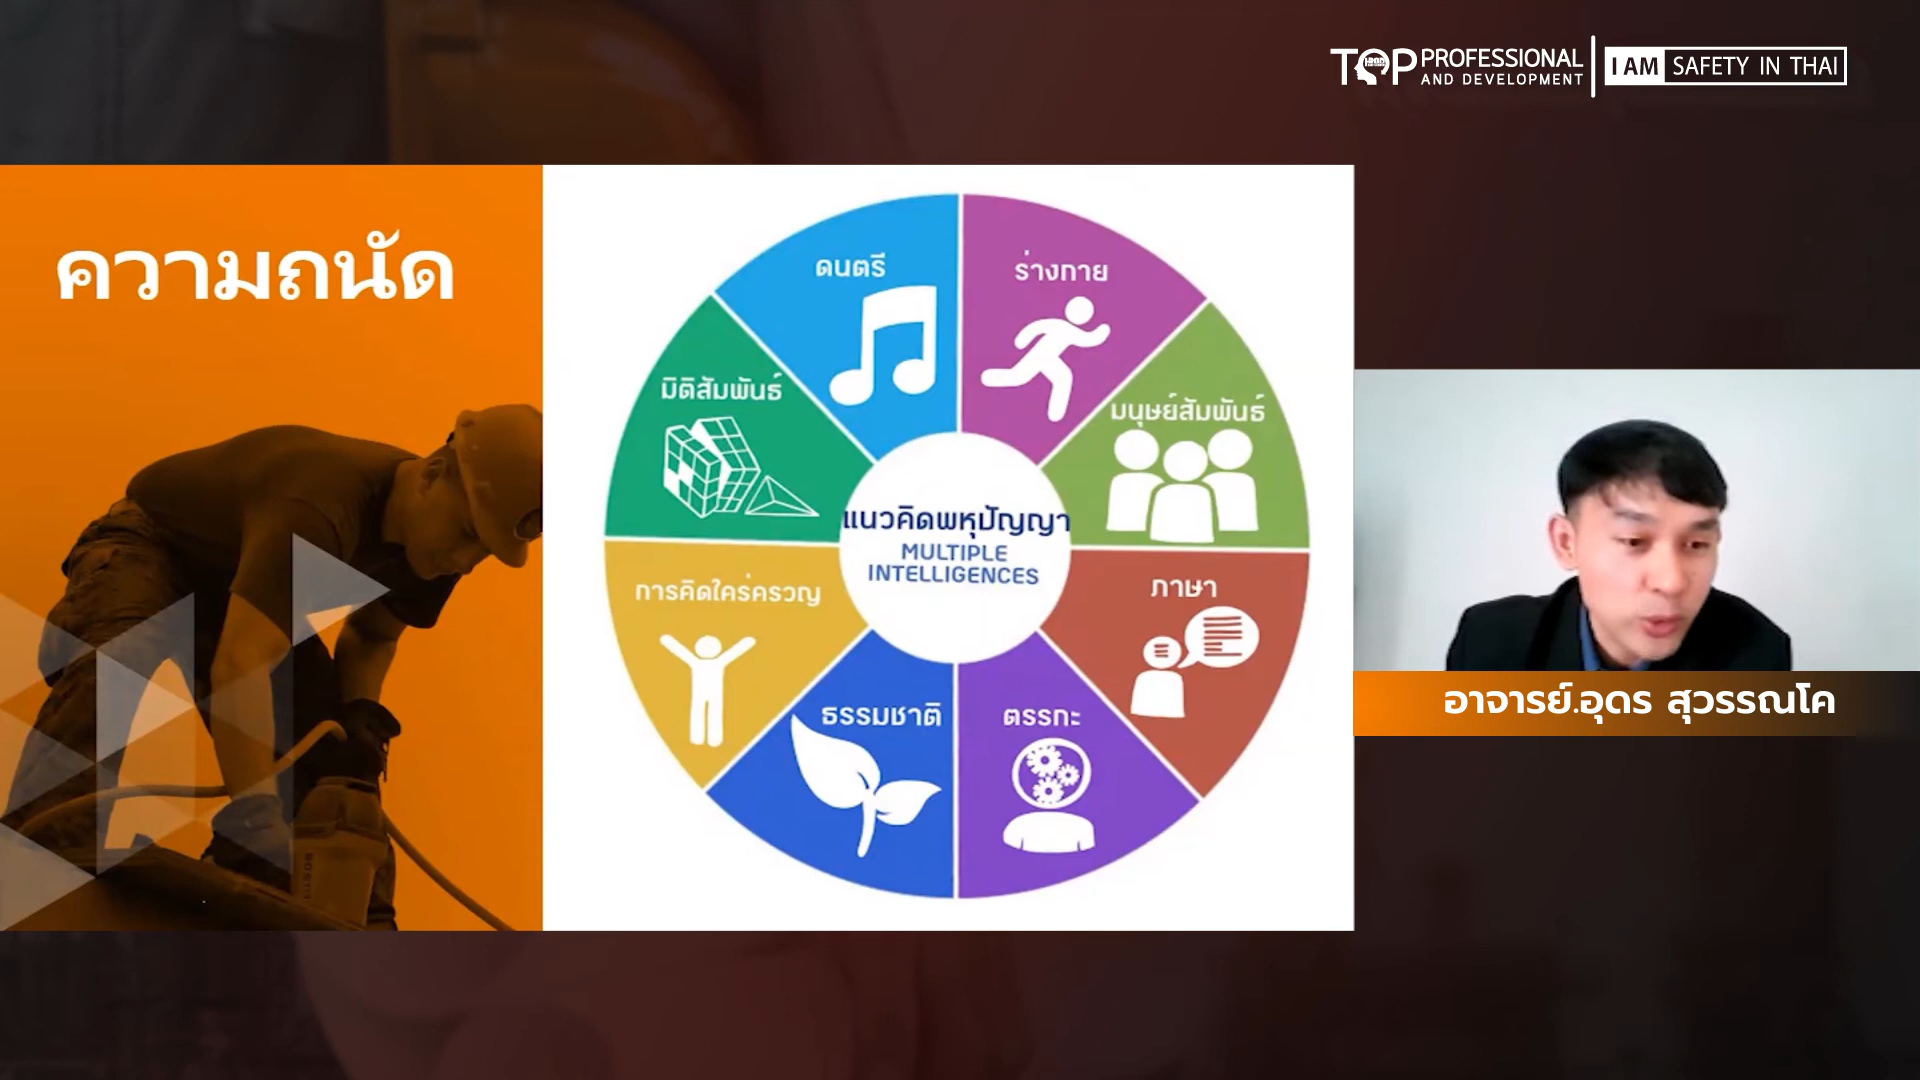 TOP PROFESSIONAL
AND DEVELOPMENT
I AM SAFETY IN THAI
ความถนัด
ดนตรี
ร่างกาย
มิติสัมพันธ์
มนุษย์สัมพันธ์
แนวคิดพหุปัญญา
MULTIPLE
INTELLIGENCES
การคิดใคร่ครวญ
ภาษา
ธรรมชาติ
ตรรกะ
อาจารย์.อุดร สุวรรณโค